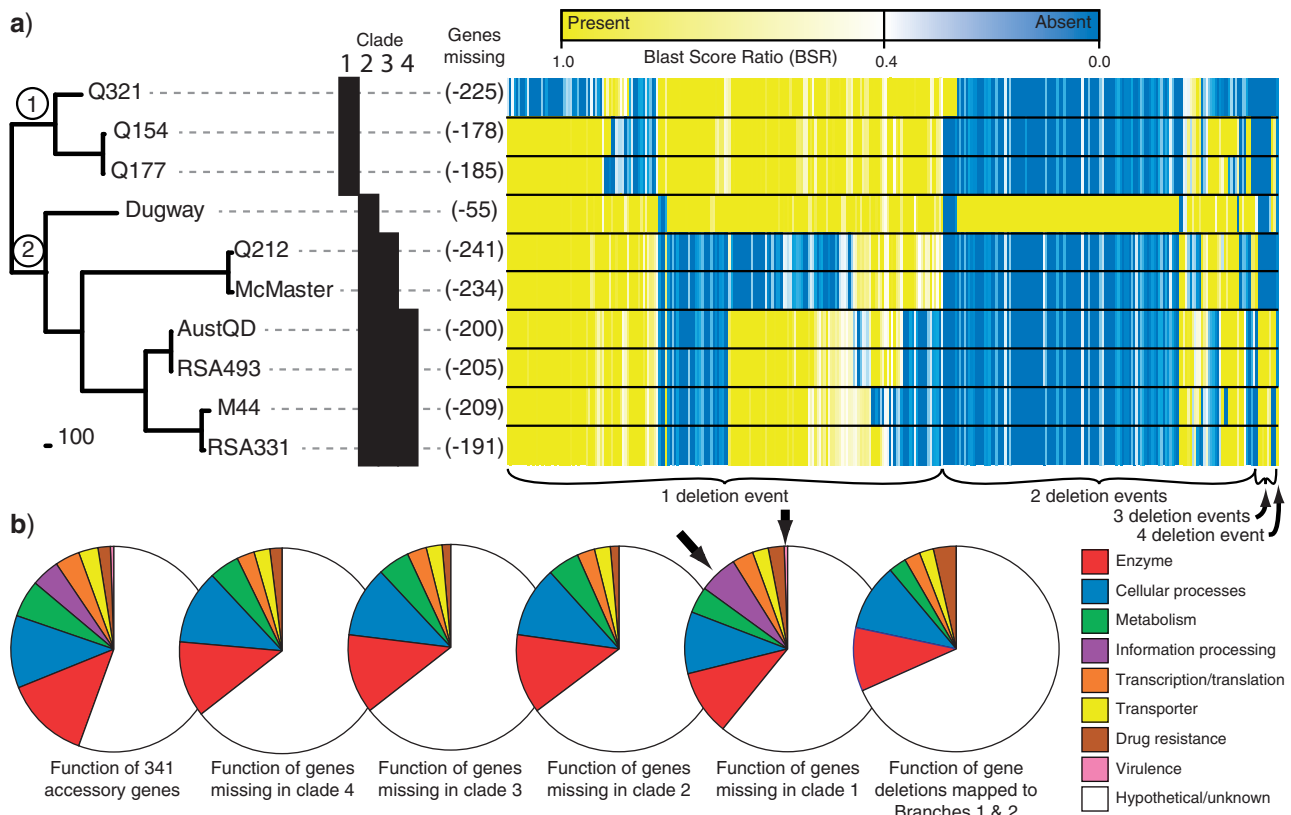 a)
Clade
1 2 3 4
Genes
missing
Present
Absent
Blast Score Ratio (BSR)
1.0
0.4
0.0
1
2
Q321
(-225)
Q154
(-178)
Q177
(-185)
Dugway
(-55)
Q212
(-241)
McMaster
(-234)
AustQD
(-200)
RSA493
(-205)
M44
(-209)
RSA331
(-191)
100
1 deletion event
2 deletion events
3 deletion events
4 deletion event
b)
Function of 341
accessory genes
Function of genes
missing in clade 4
Function of genes
missing in clade 3
Function of genes
missing in clade 2
Function of genes
missing in clade 1
Function of gene
deletions mapped to
Branches 1 & 2
Enzyme
Cellular processes
Metabolism
Information processing
Transcription/translation
Transporter
Drug resistance
Virulence
Hypothetical/unknown